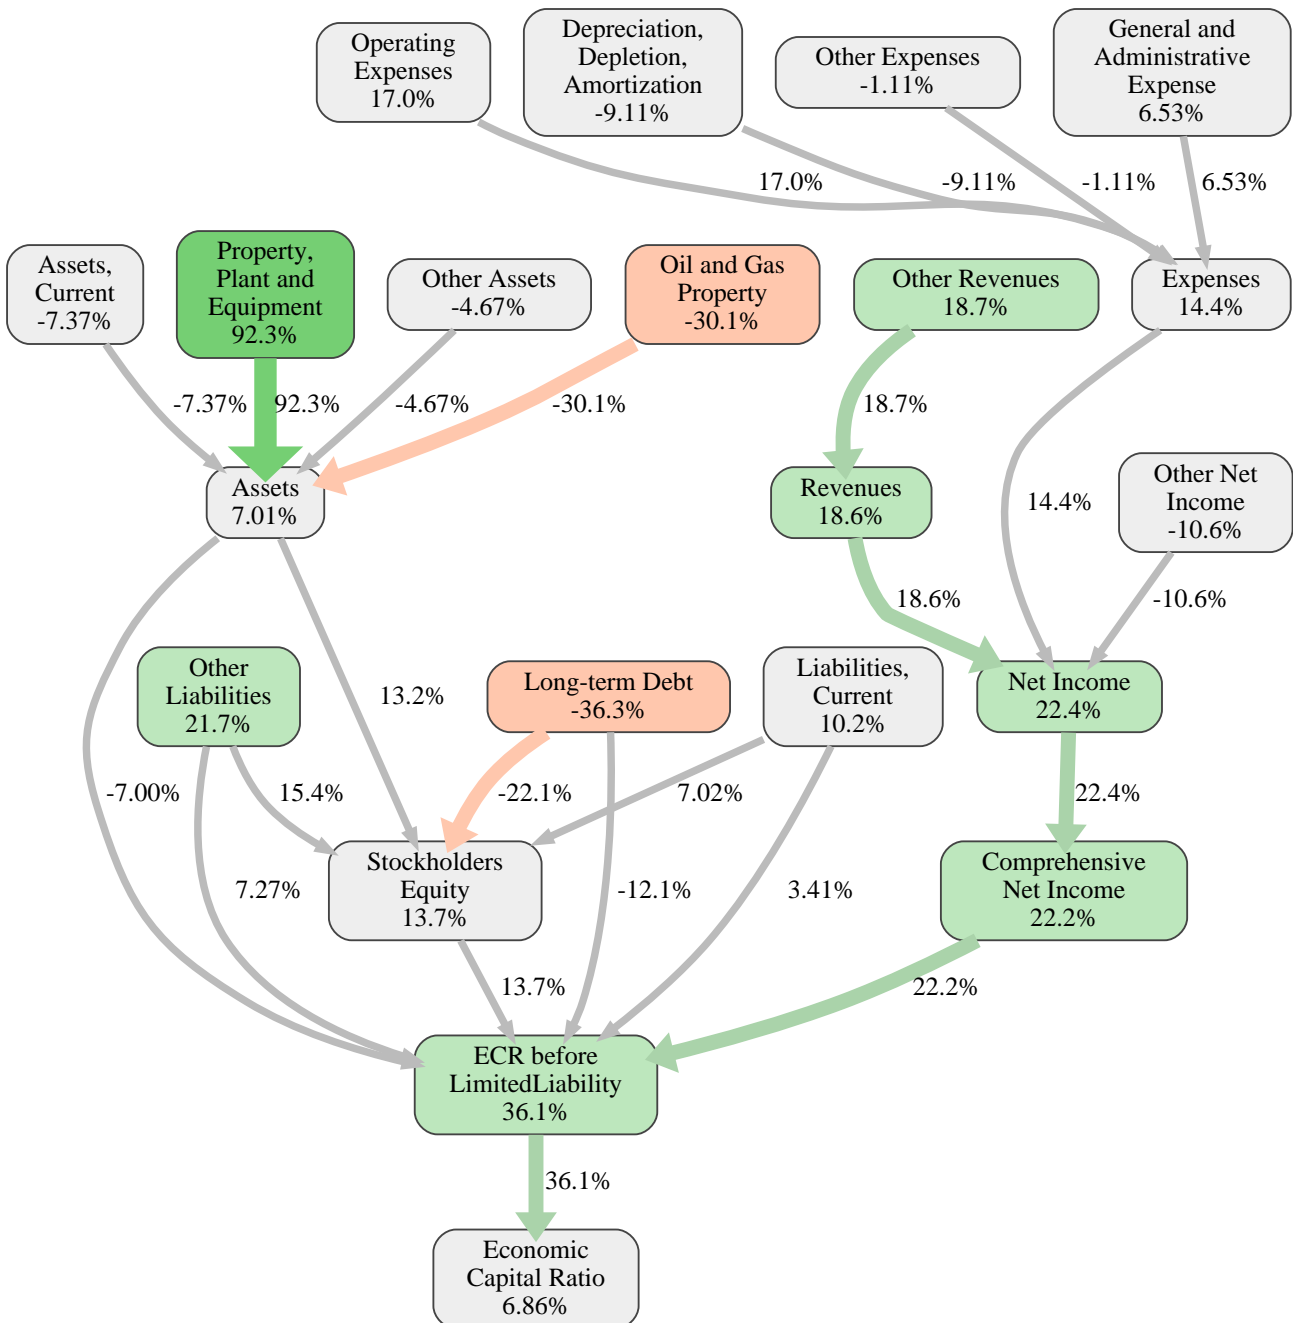 Operating
Expenses
17.0%
Depreciation,
Depletion,
Amortization
-9.11%
Other Expenses
-1.11%
General and
Administrative
Expense
6.53%
17.0%
-9.11%
-1.11%
6.53%
Assets,
Current
-7.37%
Property,
Plant and
Equipment
92.3%
Other Assets
-4.67%
Oil and Gas
Property
-30.1%
Other Revenues
18.7%
Expenses
14.4%
-7.37%
92.3%
-4.67%
-30.1%
18.7%
Assets
7.01%
Revenues
18.6%
14.4%
Other Net
Income
-10.6%
18.6%
-10.6%
Other
Liabilities
21.7%
13.2%
Long-term Debt
-36.3%
Liabilities,
Current
10.2%
Net Income
22.4%
-7.00%
15.4%
-22.1%
7.02%
22.4%
Stockholders
Equity
13.7%
7.27%
-12.1%
3.41%
Comprehensive
Net Income
22.2%
13.7%
22.2%
ECR before
LimitedLiability
36.1%
36.1%
Economic
Capital Ratio
6.86%